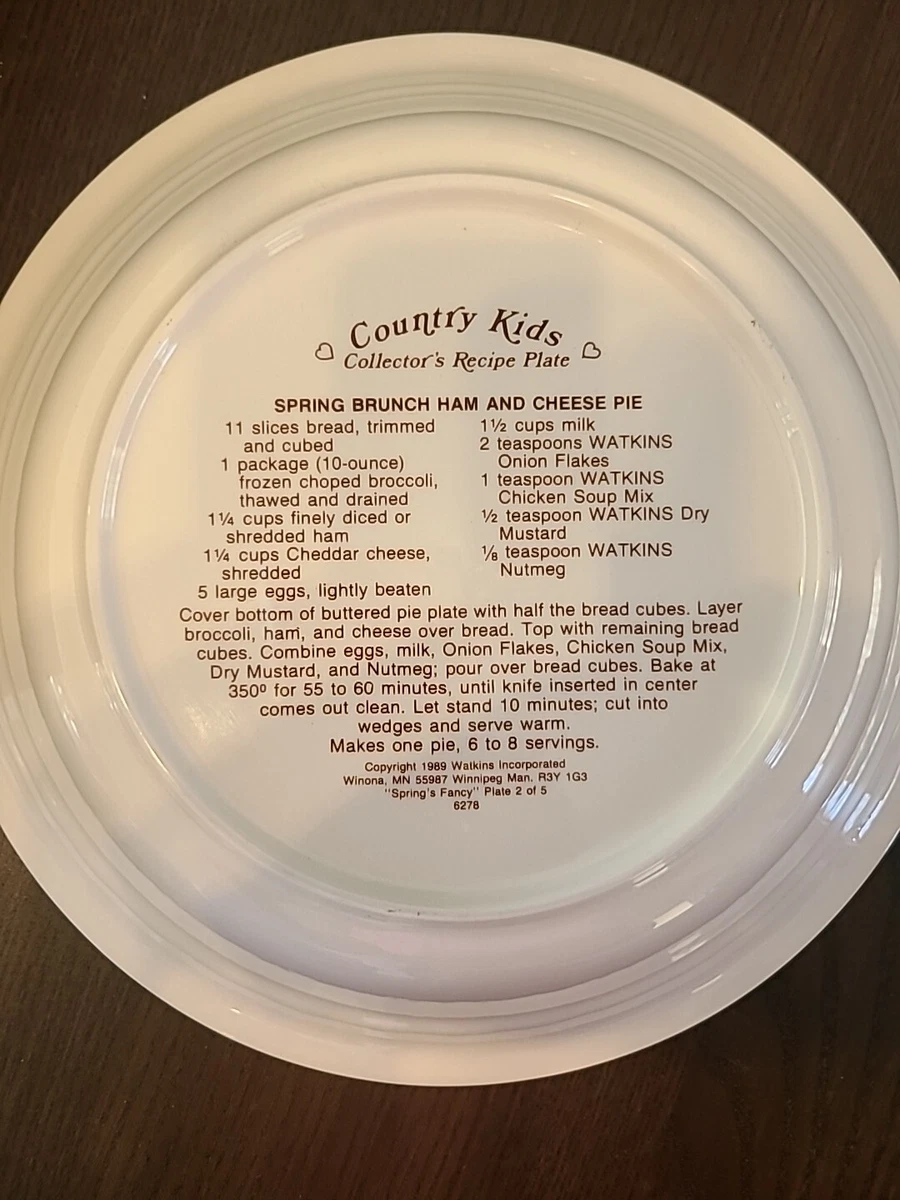 Country Kids
Collector's Recipe Plate
SPRING BRUNCH HAM AND CHEESE PIE
11 slices bread, trimmed
and cubed
1 package (10-ounce)
frozen choped broccoli,
thawed and drained
1¼ cups finely diced or
shredded ham
1¼ cups Cheddar cheese,
shredded
5 large eggs, lightly beaten
1½ cups milk
2 teaspoons WATKINS
Onion Flakes
1 teaspoon WATKINS
Chicken Soup Mix
½ teaspoon WATKINS Dry
Mustard
⅛ teaspoon WATKINS
Nutmeg
Cover bottom of buttered pie plate with half the bread cubes. Layer
broccoli, ham, and cheese over bread. Top with remaining bread
cubes. Combine eggs, milk, Onion Flakes, Chicken Soup Mix,
Dry Mustard, and Nutmeg; pour over bread cubes. Bake at
350º for 55 to 60 minutes, until knife inserted in center
comes out clean. Let stand 10 minutes; cut into
wedges and serve warm.
Makes one pie, 6 to 8 servings.
Copyright 1989 Watkins Incorporated
Winona, MN 55987 Winnipeg Man. R3Y 1G3
"Spring's Fancy" Plate 2 of 5
6278